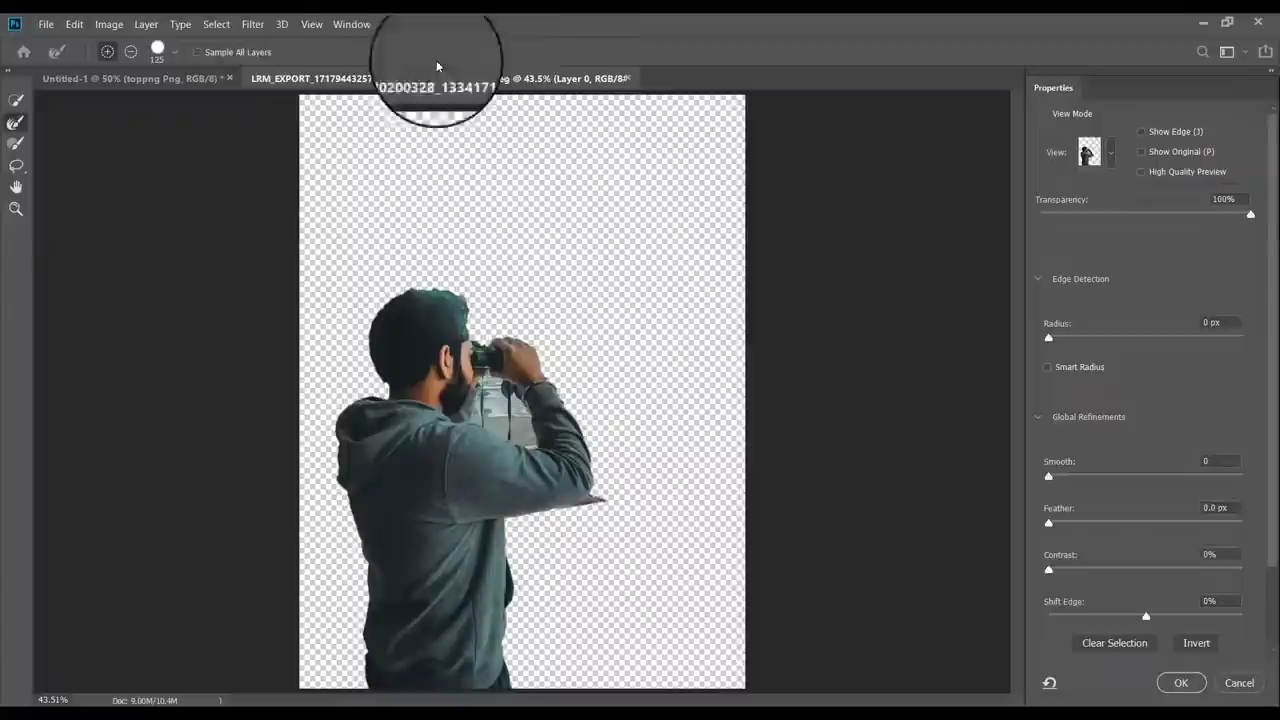 Ps File Edit Image Layer Type Select Filter 3D View Window
125 Sample All Layers
Untitled-1 @ 50% (toppng Png, RGB/8) * × LRM_EXPORT_17179443257 0200328_1334171 eg @ 43.5% (Layer 0, RGB/8#
Properties
View Mode
View:
Show Edge (J)
Show Original (P)
High Quality Preview
Transparency: 100%
Edge Detection
Radius: 0 px
Smart Radius
Global Refinements
Smooth: 0
Feather: 0.0 px
Contrast: 0%
Shift Edge: 0%
Clear Selection Invert
OK Cancel
43.51% Doc: 9.00M/10.4M